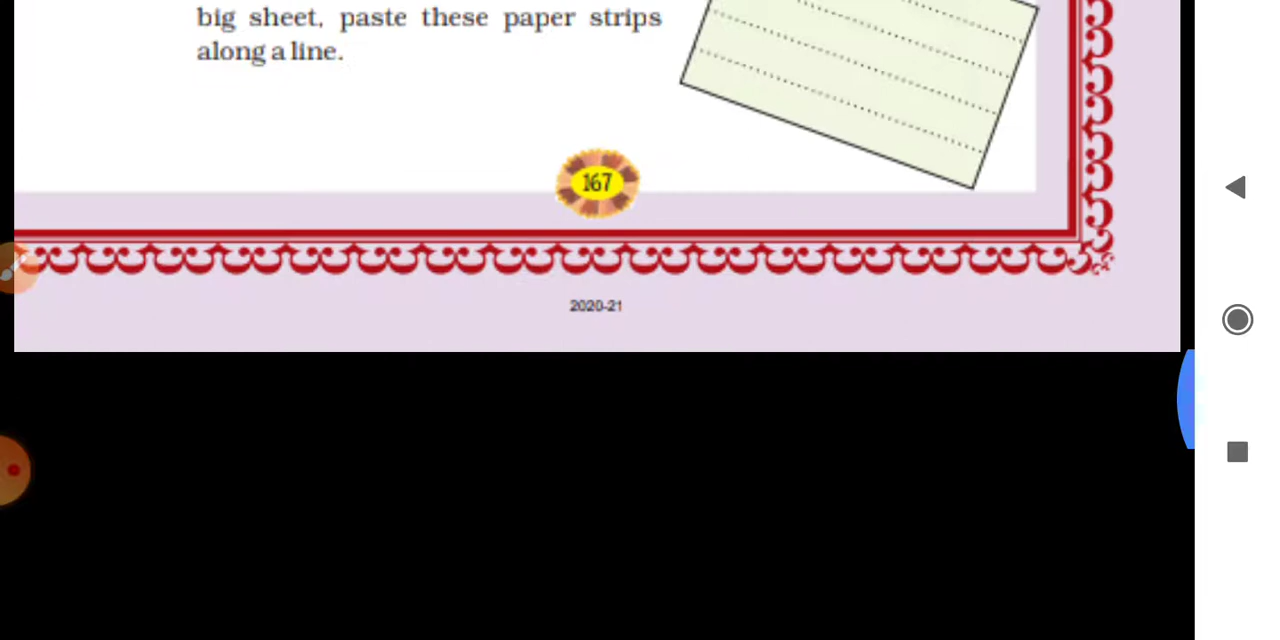 big sheet, paste these paper strips
along a line.
167
2020-21